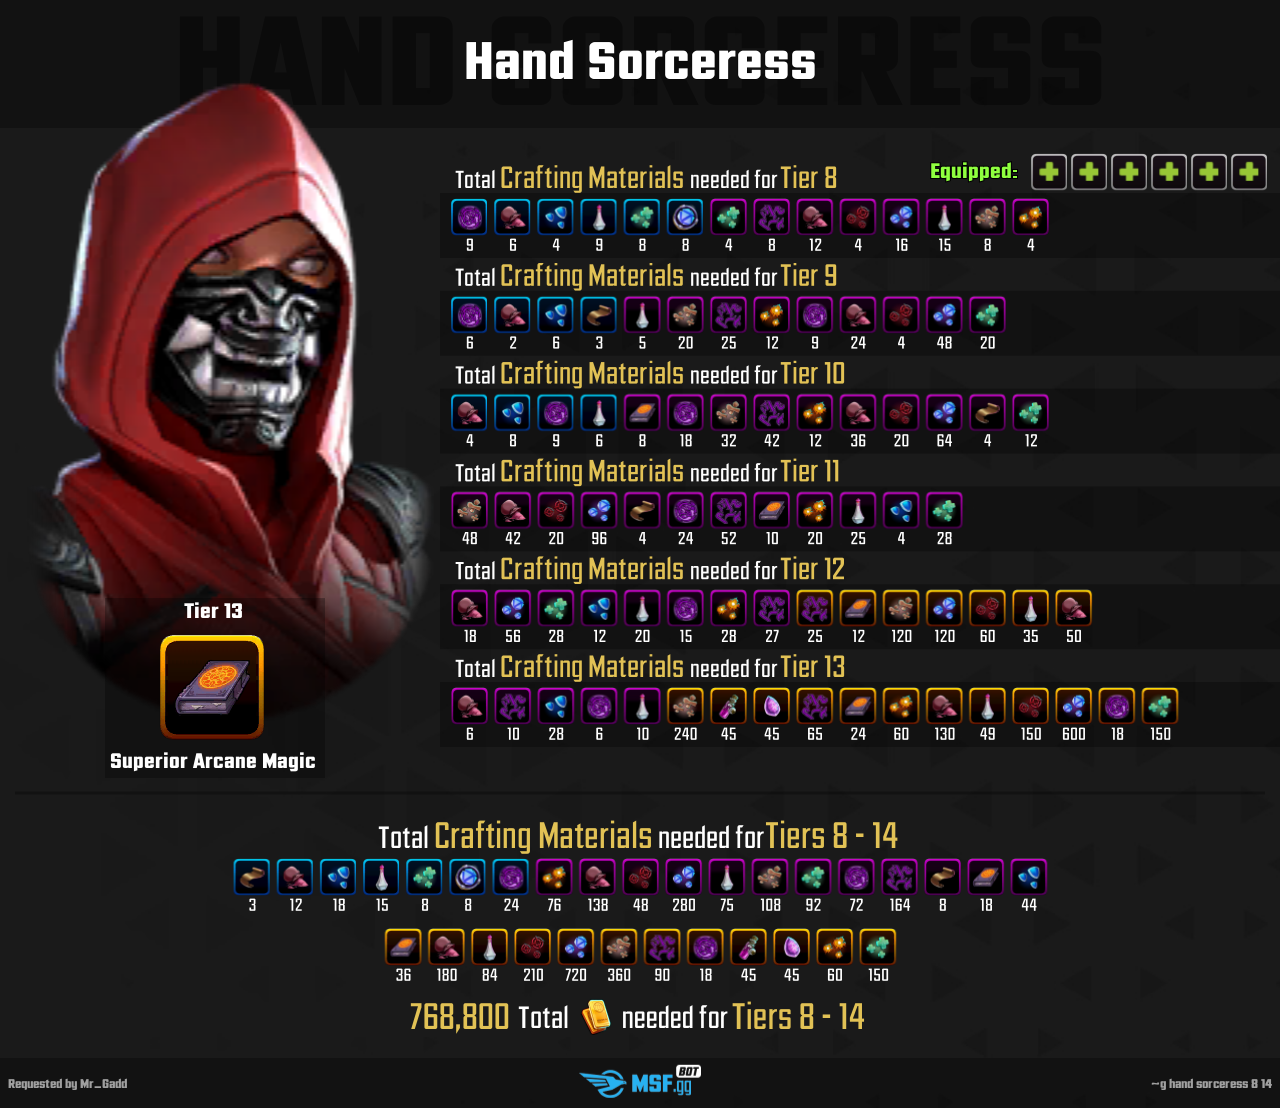 HAND SORCERESS
Hand Sorceress
Equipped:
Total Crafting Materials needed for Tier 8
9 6 4 9 8 8 4 8 12 4 16 15 8 4
Total Crafting Materials needed for Tier 9
6 2 6 3 5 20 25 12 9 24 4 48 20
Total Crafting Materials needed for Tier 10
4 8 9 6 8 18 32 42 12 36 20 64 4 12
Total Crafting Materials needed for Tier 11
48 42 20 96 4 24 52 10 20 25 4 28
Total Crafting Materials needed for Tier 12
18 56 28 12 20 15 28 27 25 12 120 120 60 35 50
Total Crafting Materials needed for Tier 13
6 10 28 6 10 240 45 45 65 24 60 130 49 150 600 18 150
Tier 13
Superior Arcane Magic
Total Crafting Materials needed for Tiers 8 - 14
3 12 18 15 8 8 24 76 138 48 280 75 108 92 72 164 8 18 44
36 180 84 210 720 360 90 18 45 45 60 150
768,800 Total needed for Tiers 8 - 14
Requested by Mr_Gadd
MSF.gg BOT
~g hand sorceress 8 14